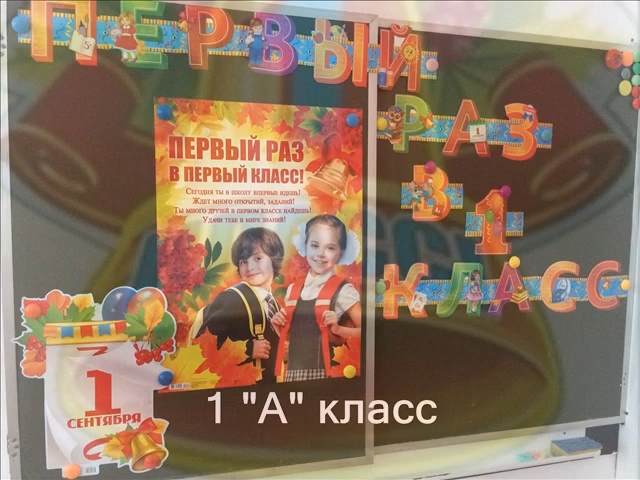 ПЕРВЫЙ
РАЗ
В 1
КЛАСС
ПЕРВЫЙ РАЗ
В ПЕРВЫЙ КЛАСС!
Сегодня ты в школу впервые идешь!
Ждет много открытий, заданий!
Ты много друзей в первом классе найдешь!
Удачи тебе в мире знаний!
1
СЕНТЯБРЯ
1 "А" класс